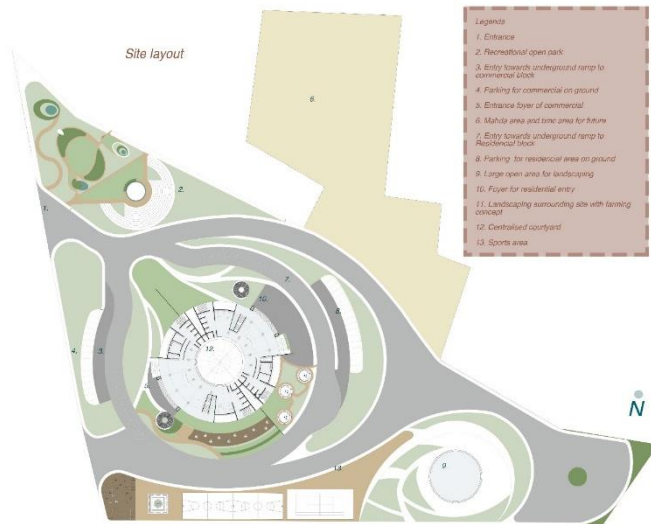 Site layout
Legends
1. Entrance
2. Recreational open park
3. Entry towards underground ramp to
commercial block
4. Parking for commercial on ground
5. Entrance foyer of commercial
6. Mahda area and bmc area for future
7. Entry towards underground ramp to
Residencial block
8. Parking for residencial area on ground
9. Large open area for landscaping
10. Foyer for residential entry
11. Landscaping surrounding site with farming
concept
12. Centralised courtyard
13. Sports area
6.
2.
1.
7.
10.
8.
12.
4.
3.
5.
N
13.
9